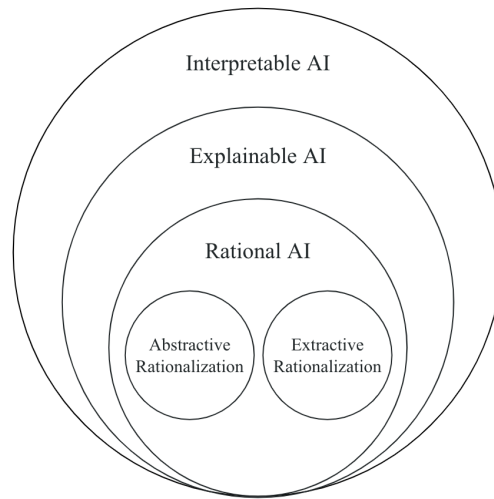 Interpretable AI
Explainable AI
Rational AI
Abstractive
Rationalization
Extractive
Rationalization